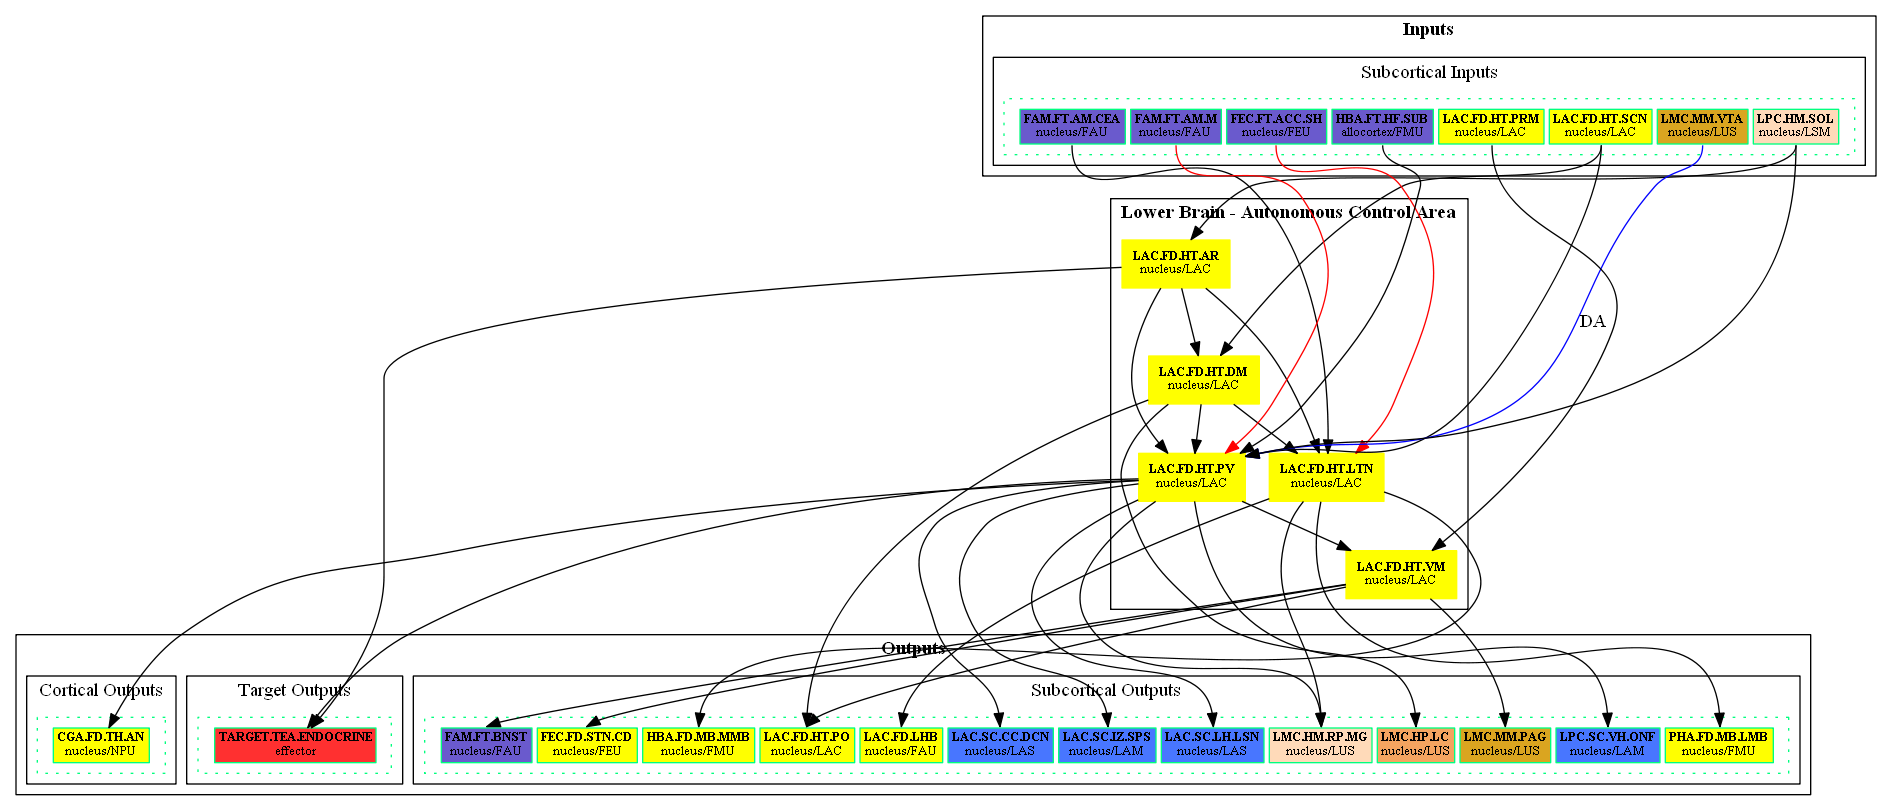 Inputs
Subcortical Inputs
FAM.FT.AM.CEA
nucleus/FAU
FAM.FT.AM.M
nucleus/FAU
FEC.FT.ACC.SH
nucleus/FEU
HBA.FT.HF.SUB
allocortex/FMU
LAC.FD.HT.PRM
nucleus/LAC
LAC.FD.HT.SCN
nucleus/LAC
LMC.MM.VTA
nucleus/LUS
LPC.HM.SOL
nucleus/LSM
Lower Brain - Autonomous Control Area
LAC.FD.HT.AR
nucleus/LAC
DA
LAC.FD.HT.DM
nucleus/LAC
LAC.FD.HT.PV
nucleus/LAC
LAC.FD.HT.LTN
nucleus/LAC
LAC.FD.HT.VM
nucleus/LAC
Outputs
Cortical Outputs
CGA.FD.TH.AN
nucleus/NPU
Target Outputs
TARGET.TEA.ENDOCRINE
effector
Subcortical Outputs
FAM.FT.BNST
nucleus/FAU
FEC.FD.STN.CD
nucleus/FEU
HBA.FD.MB.MMB
nucleus/FMU
LAC.FD.HT.PO
nucleus/LAC
LAC.FD.LHB
nucleus/FAU
LAC.SC.CC.DCN
nucleus/LAS
LAC.SC.IZ.SPS
nucleus/LAM
LAC.SC.LH.LSN
nucleus/LAS
LMC.HM.RP.MG
nucleus/LUS
LMC.HP.LC
nucleus/LUS
LMC.MM.PAG
nucleus/LUS
LPC.SC.VH.ONF
nucleus/LAM
PHA.FD.MB.LMB
nucleus/FMU